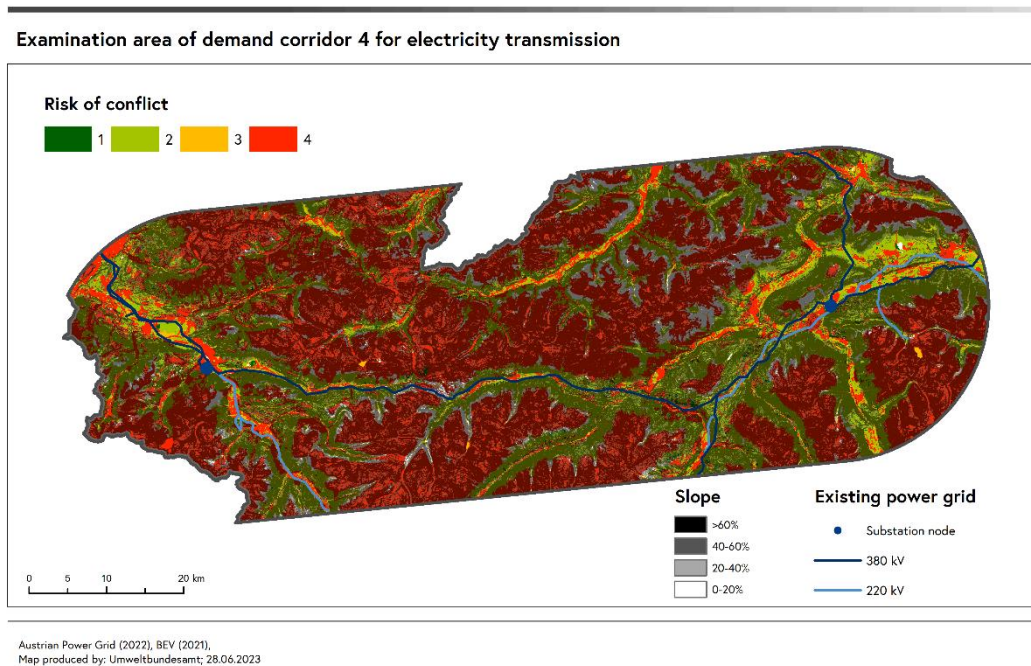 Examination area of demand corridor 4 for electricity transmission
Risk of conflict
1 2 3 4
Slope
>60%
40-60%
20-40%
0-20%
Existing power grid
Substation node
380 kV
220 kV
0 5 10 20 km
Austrian Power Grid (2022), BEV (2021),
Map produced by: Umweltbundesamt; 28.06.2023